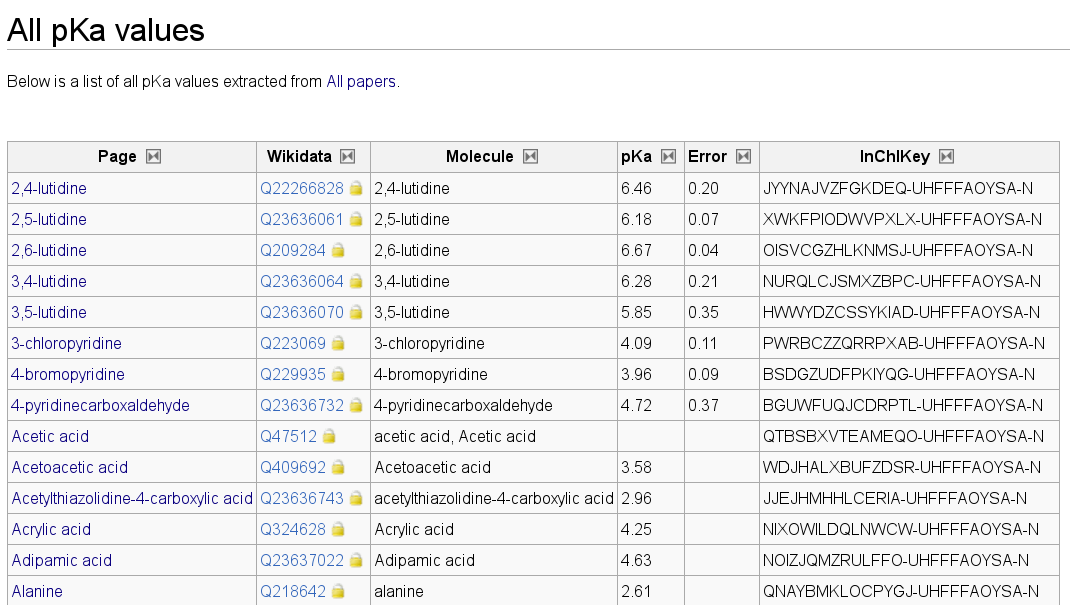 All pKa values
Below is a list of all pKa values extracted from All papers.
Page Wikidata Molecule pKa Error InChIKey
2,4-lutidine Q22266828 2,4-lutidine 6.46 0.20 JYYNAJVZFGKDEQ-UHFFFAOYSA-N
2,5-lutidine Q23636061 2,5-lutidine 6.18 0.07 XWKFPIODWVPXLX-UHFFFAOYSA-N
2,6-lutidine Q209284 2,6-lutidine 6.67 0.04 OISVCGZHLKNMSJ-UHFFFAOYSA-N
3,4-lutidine Q23636064 3,4-lutidine 6.28 0.21 NURQLCJSMXZBPC-UHFFFAOYSA-N
3,5-lutidine Q23636070 3,5-lutidine 5.85 0.35 HWWYDZCSSYKIAD-UHFFFAOYSA-N
3-chloropyridine Q223069 3-chloropyridine 4.09 0.11 PWRBCZZQRRPXAB-UHFFFAOYSA-N
4-bromopyridine Q229935 4-bromopyridine 3.96 0.09 BSDGZUDFPKIYQG-UHFFFAOYSA-N
4-pyridinecarboxaldehyde Q23636732 4-pyridinecarboxaldehyde 4.72 0.37 BGUWFUQJCDRPTL-UHFFFAOYSA-N
Acetic acid Q47512 acetic acid, Acetic acid QTBSBXVTEAMEQO-UHFFFAOYSA-N
Acetoacetic acid Q409692 Acetoacetic acid 3.58 WDJHALXBUFZDSR-UHFFFAOYSA-N
Acetylthiazolidine-4-carboxylic acid Q23636743 acetylthiazolidine-4-carboxylic acid 2.96 JJEJHMHHLCERIA-UHFFFAOYSA-N
Acrylic acid Q324628 Acrylic acid 4.25 NIXOWILDQLNWCW-UHFFFAOYSA-N
Adipamic acid Q23637022 Adipamic acid 4.63 NOIZJQMZRULFFO-UHFFFAOYSA-N
Alanine Q218642 alanine 2.61 QNAYBMKLOCPYGJ-UHFFFAOYSA-N